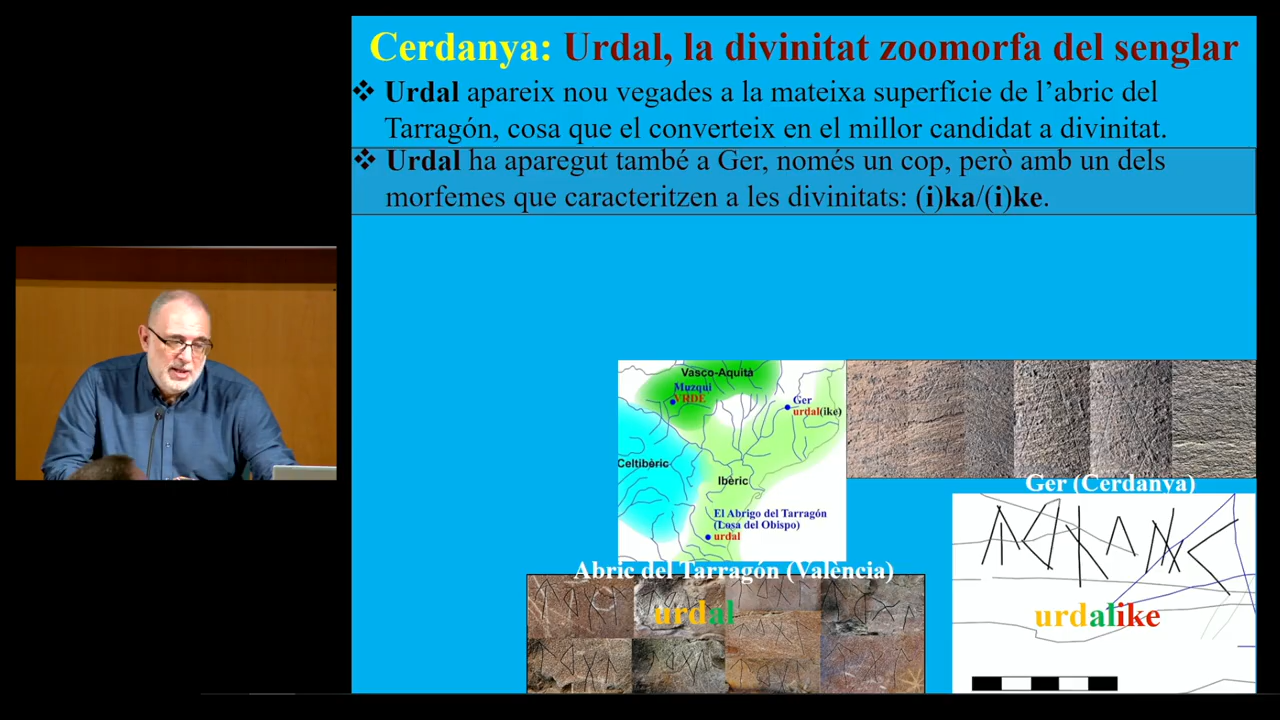 Cerdanya: Urdal, la divinitat zoomorfa del senglar
❖ Urdal apareix nou vegades a la mateixa superfície de l’abric del
Tarragón, cosa que el converteix en el millor candidat a divinitat.
❖ Urdal ha aparegut també a Ger, només un cop, però amb un dels
morfemes que caracteritzen a les divinitats: (i)ka/(i)ke.
Vasco-Aquità
Muzqui
VRDE
Ger
urdal(ike)
Celtibèric
Ibèric
El Abrigo del Tarragón
(Losa del Obispo)
urdal
Ger (Cerdanya)
urdalike
Abric del Tarragón (València)
urdal